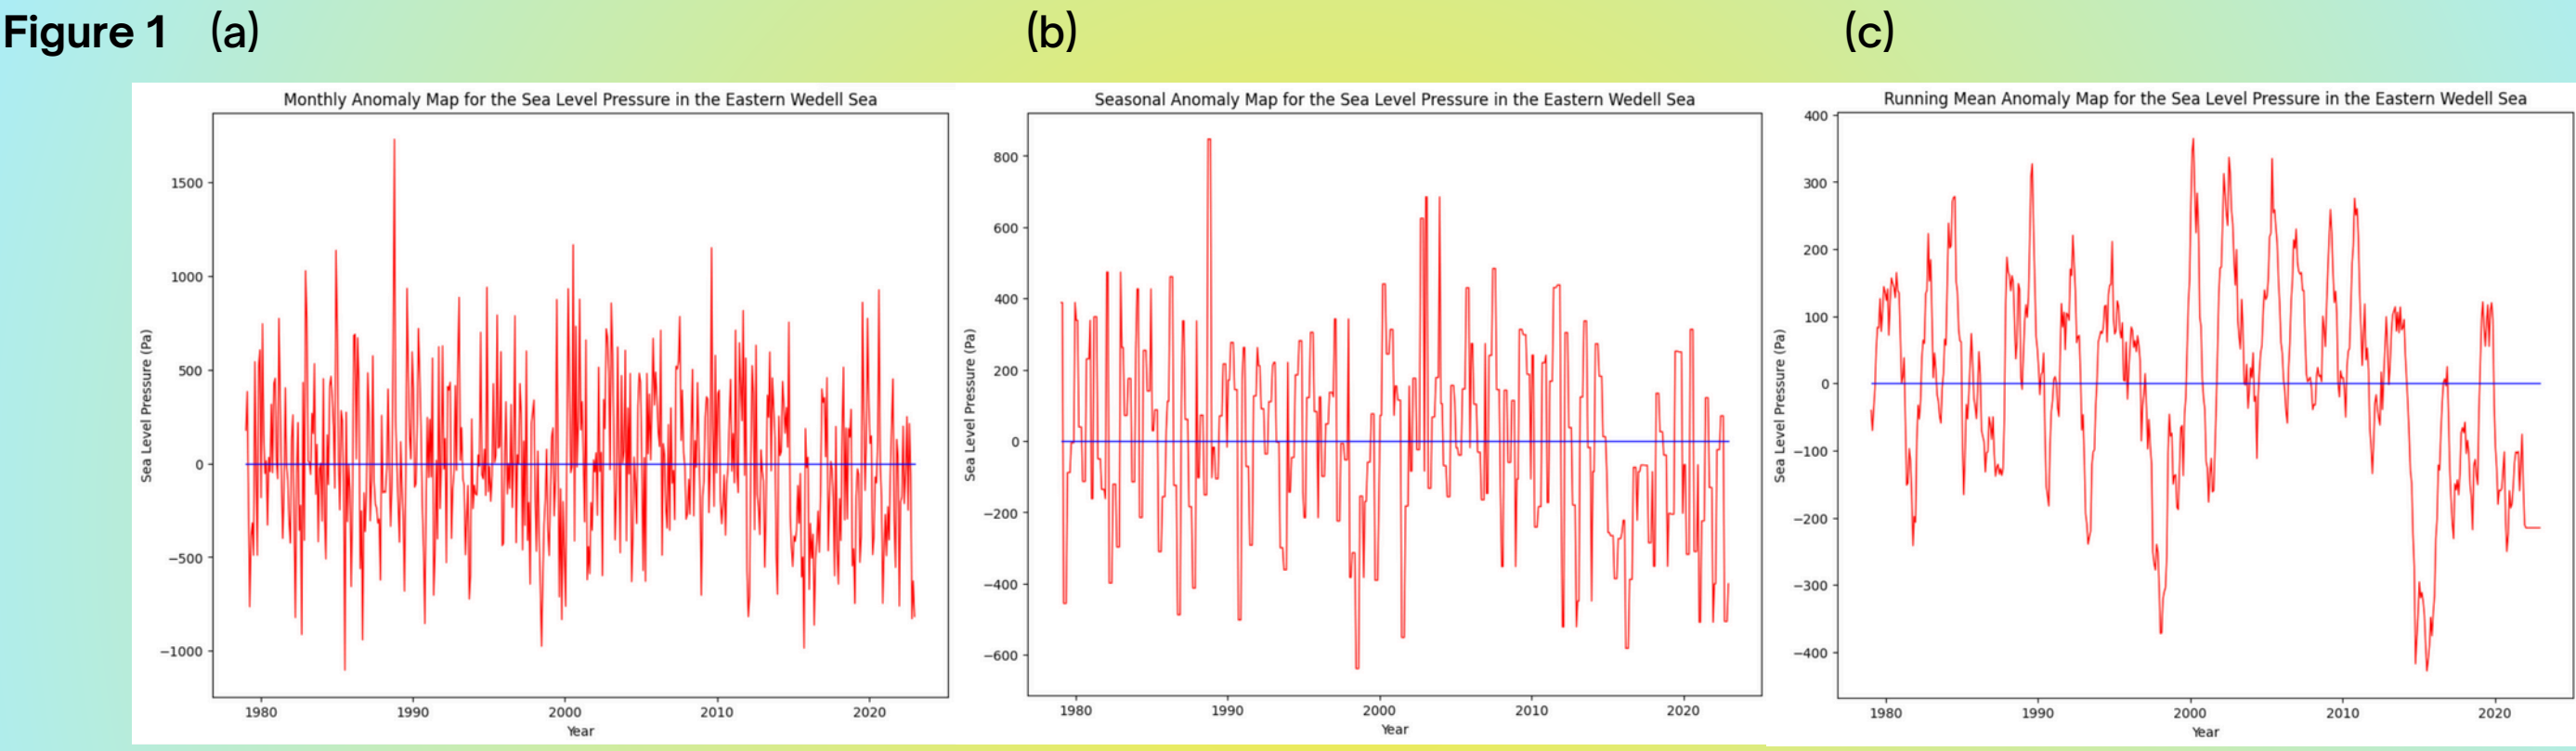 Figure 1 (a) (b) (c)
Monthly Anomaly Map for the Sea Level Pressure in the Eastern Wedell Sea
Sea Level Pressure (Pa)
1500
1000
500
0
−500
−1000
1980 1990 2000 2010 2020
Year
Seasonal Anomaly Map for the Sea Level Pressure in the Eastern Wedell Sea
Sea Level Pressure (Pa)
800
600
400
200
0
−200
−400
−600
1980 1990 2000 2010 2020
Year
Running Mean Anomaly Map for the Sea Level Pressure in the Eastern Wedell Sea
Sea Level Pressure (Pa)
400
300
200
100
0
−100
−200
−300
−400
1980 1990 2000 2010 2020
Year